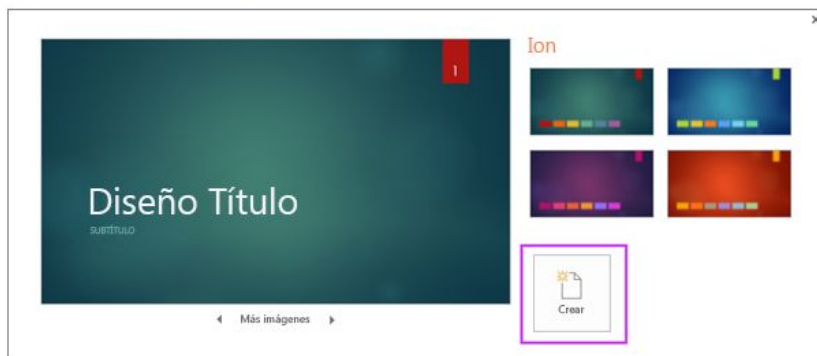 Ion
1
Diseño Título
SUBTÍTULO
Crear
Más imágenes